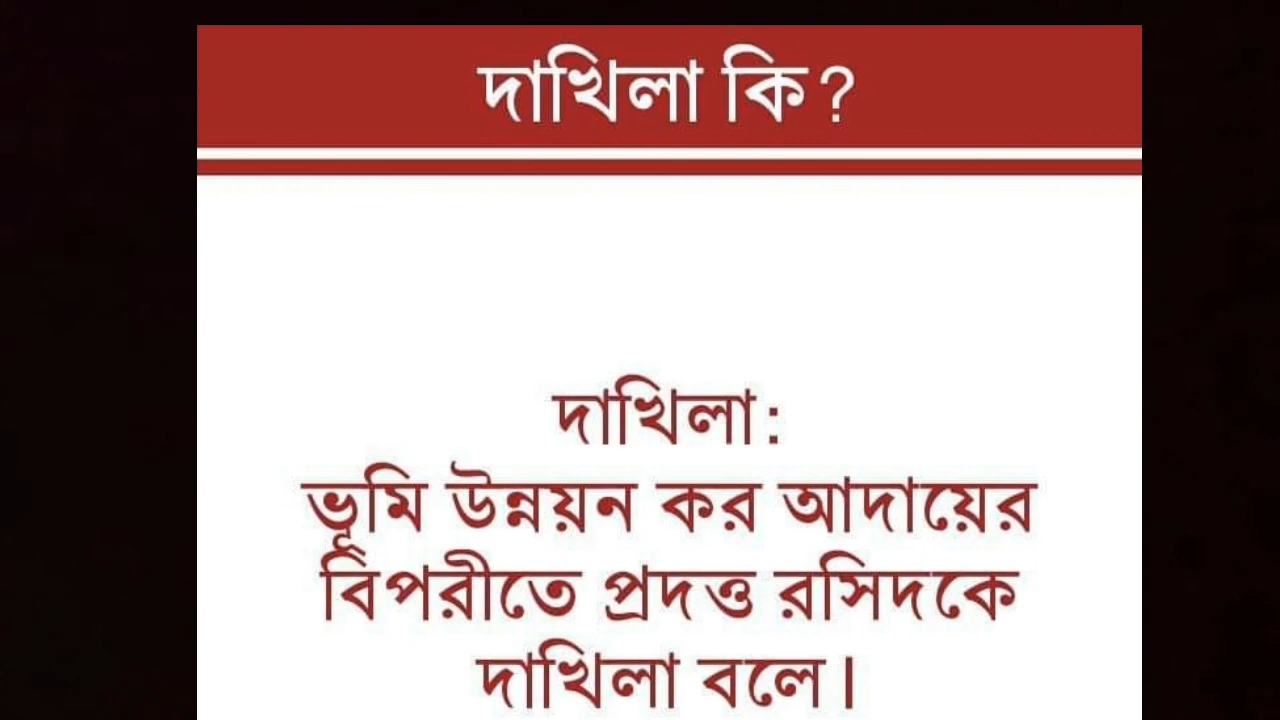 দাখিলা কি?
দাখিলা:
ভূমি উন্নয়ন কর আদায়ের
বিপরীতে প্রদত্ত রসিদকে
দাখিলা বলে।